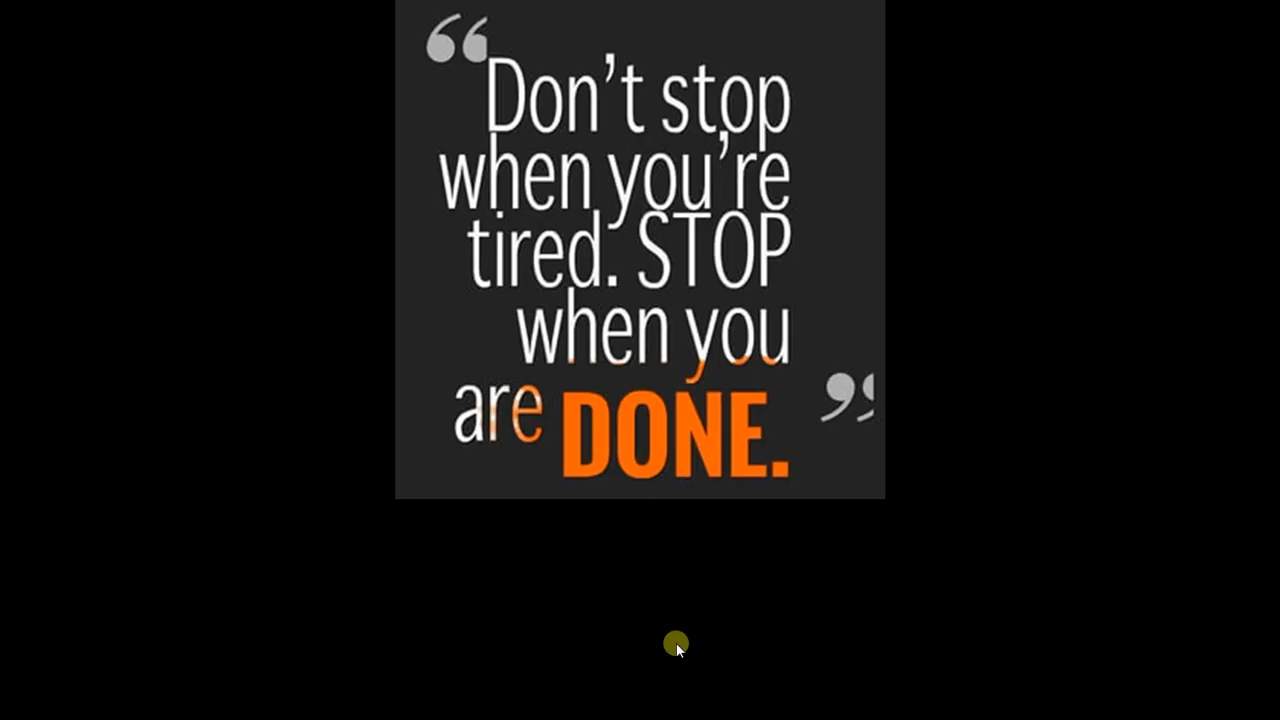 “Don’t stop
when you’re
tired. STOP
when you
are DONE. ”